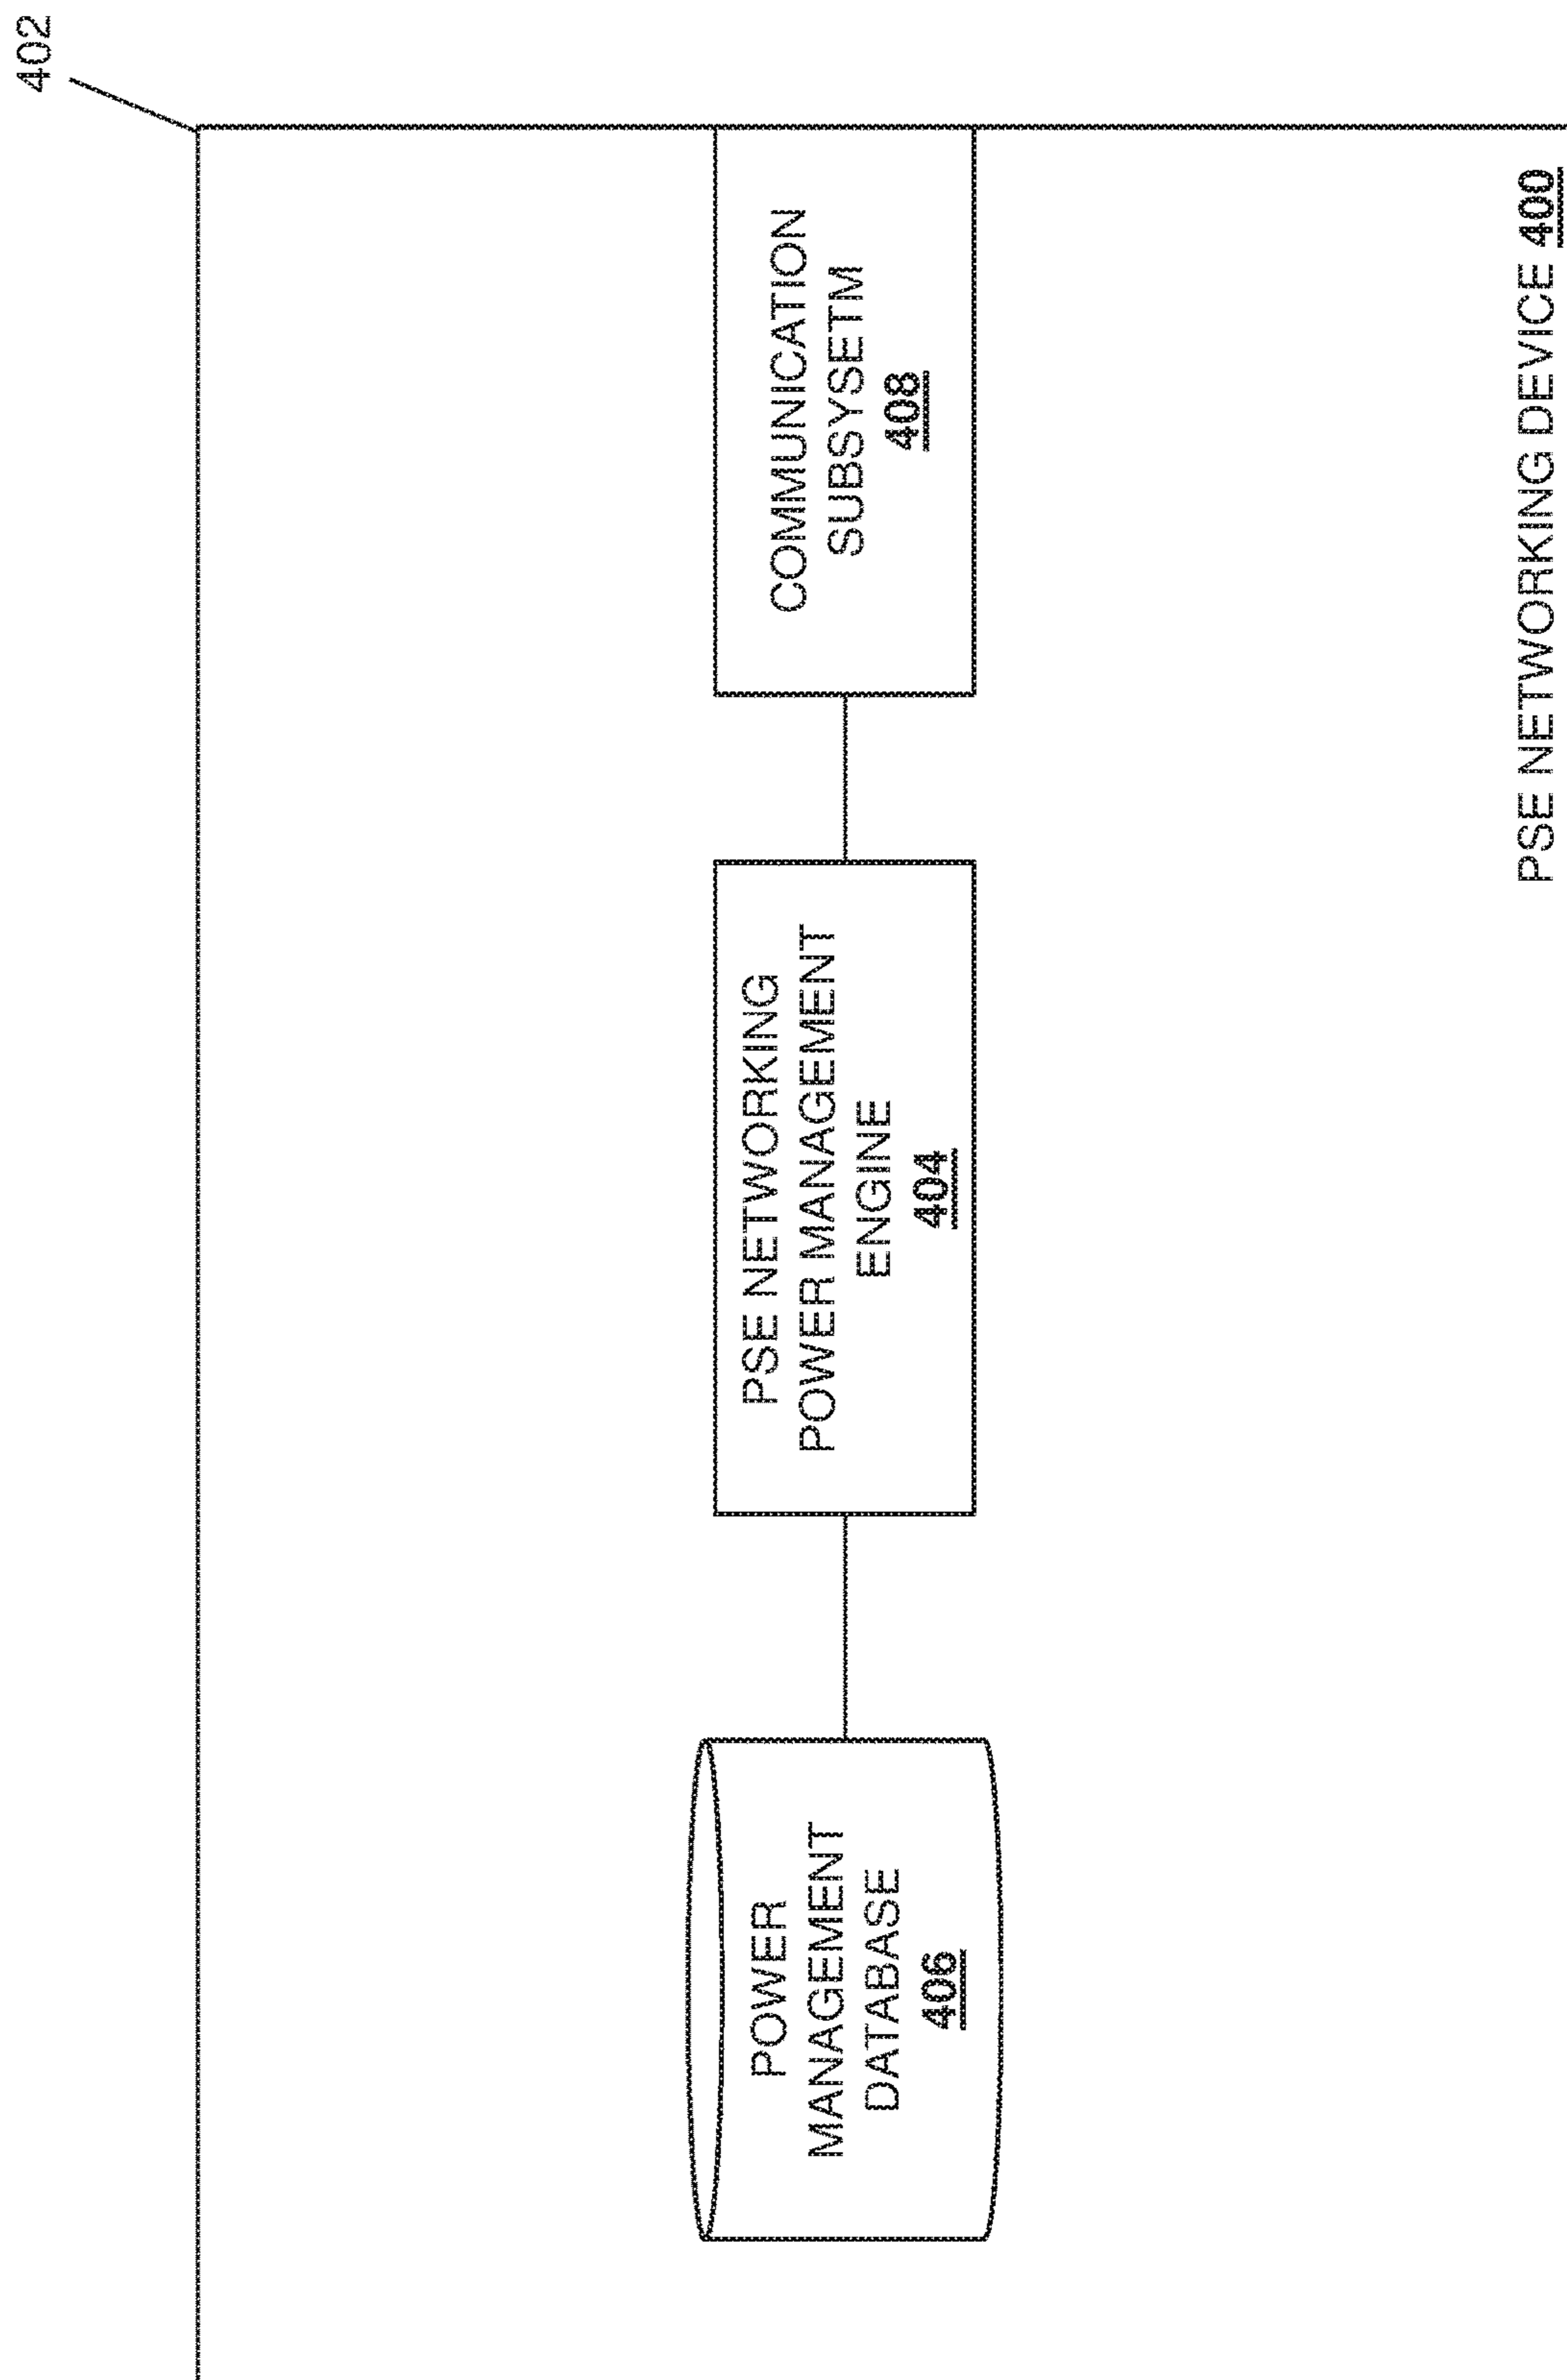 402
POWER
MANAGEMENT
DATABASE
406
PSE NETWORKING
POWER MANAGEMENT
ENGINE
404
COMMUNICATION
SUBSYSETM
408
PSE NETWORKING DEVICE 400